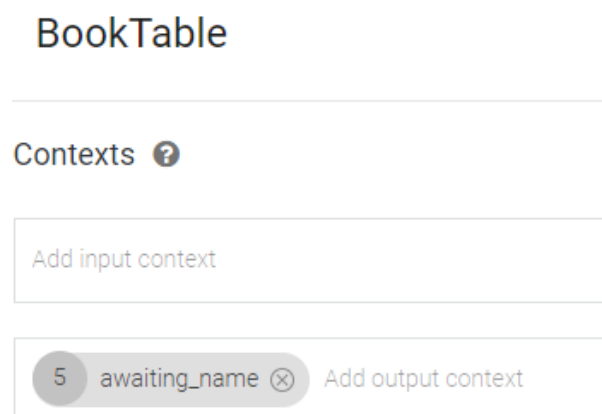 BookTable
Contexts ?
Add input context
5 awaiting_name Add output context